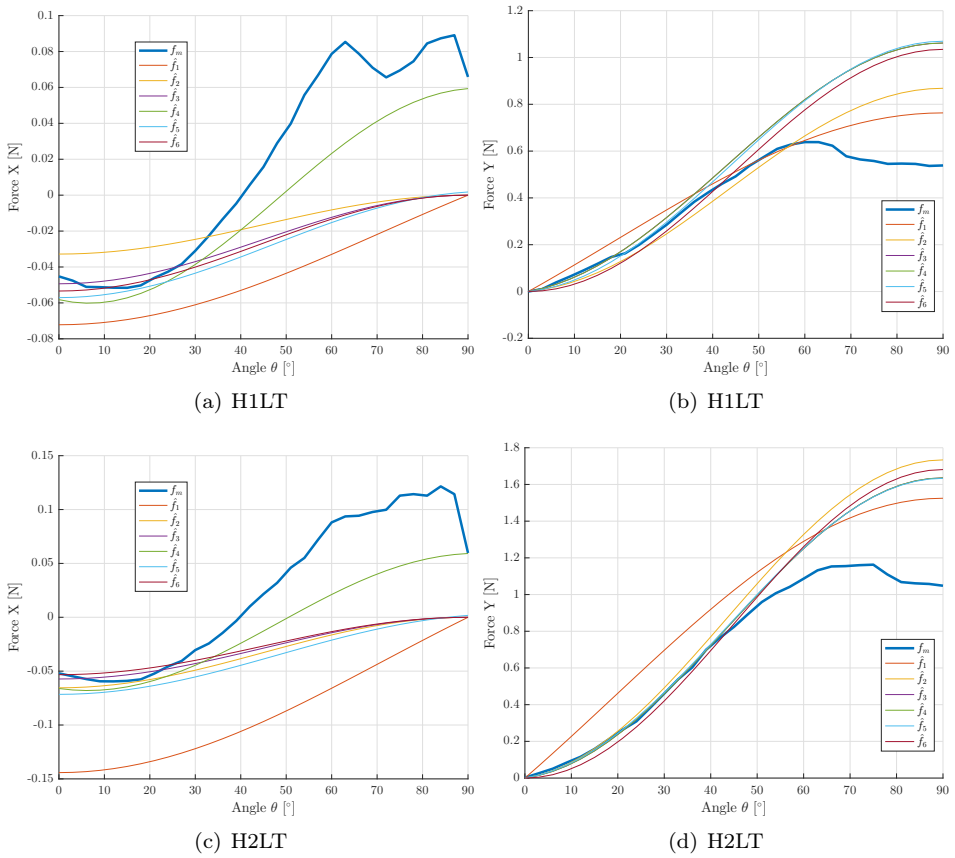 0.1
0.08
0.06
0.04
0.02
0
-0.02
-0.04
-0.06
-0.08
Force X [N]
0 10 20 30 40 50 60 70 80 90
Angle θ [°]
f_m
f̂_1
f̂_2
f̂_3
f̂_4
f̂_5
f̂_6
(a) H1LT
1.2
1
0.8
0.6
0.4
0.2
0
-0.2
Force Y [N]
0 10 20 30 40 50 60 70 80 90
Angle θ [°]
f_m
f̂_1
f̂_2
f̂_3
f̂_4
f̂_5
f̂_6
(b) H1LT
0.15
0.1
0.05
0
-0.05
-0.1
-0.15
Force X [N]
0 10 20 30 40 50 60 70 80 90
Angle θ [°]
f_m
f̂_1
f̂_2
f̂_3
f̂_4
f̂_5
f̂_6
(c) H2LT
1.8
1.6
1.4
1.2
1
0.8
0.6
0.4
0.2
0
Force Y [N]
0 10 20 30 40 50 60 70 80 90
Angle θ [°]
f_m
f̂_1
f̂_2
f̂_3
f̂_4
f̂_5
f̂_6
(d) H2LT